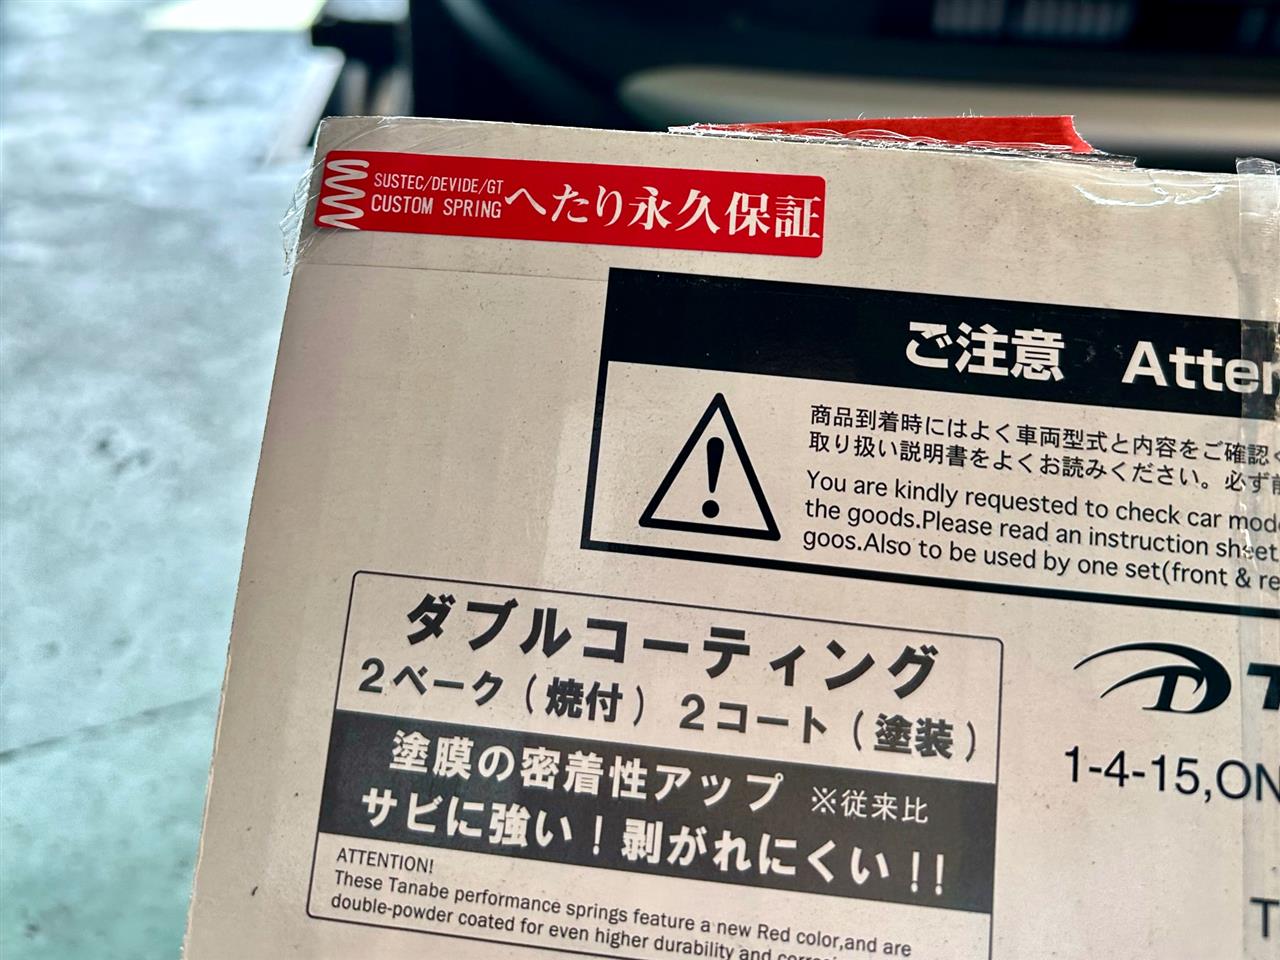 SUSTEC/DEVIDE/GT
CUSTOM SPRING
へたり永久保証
ご注意
商品到着時にはよく車両型式と内容をご確認
取り扱い説明書をよくお読みください。必ず
You are kindly requested to check car
the goods.Please read an instruction sheet
goos.Also to be used by one set(front &
ダブルコーティング
2ベーク(焼付) 2コート(塗装)
塗膜の密着性アップ ※従来比
サビに強い!剥がれにくい!!
ATTENTION!
These Tanabe performance springs feature a new Red color,and are
double-powder coated for even higher durability and
1-4-15,